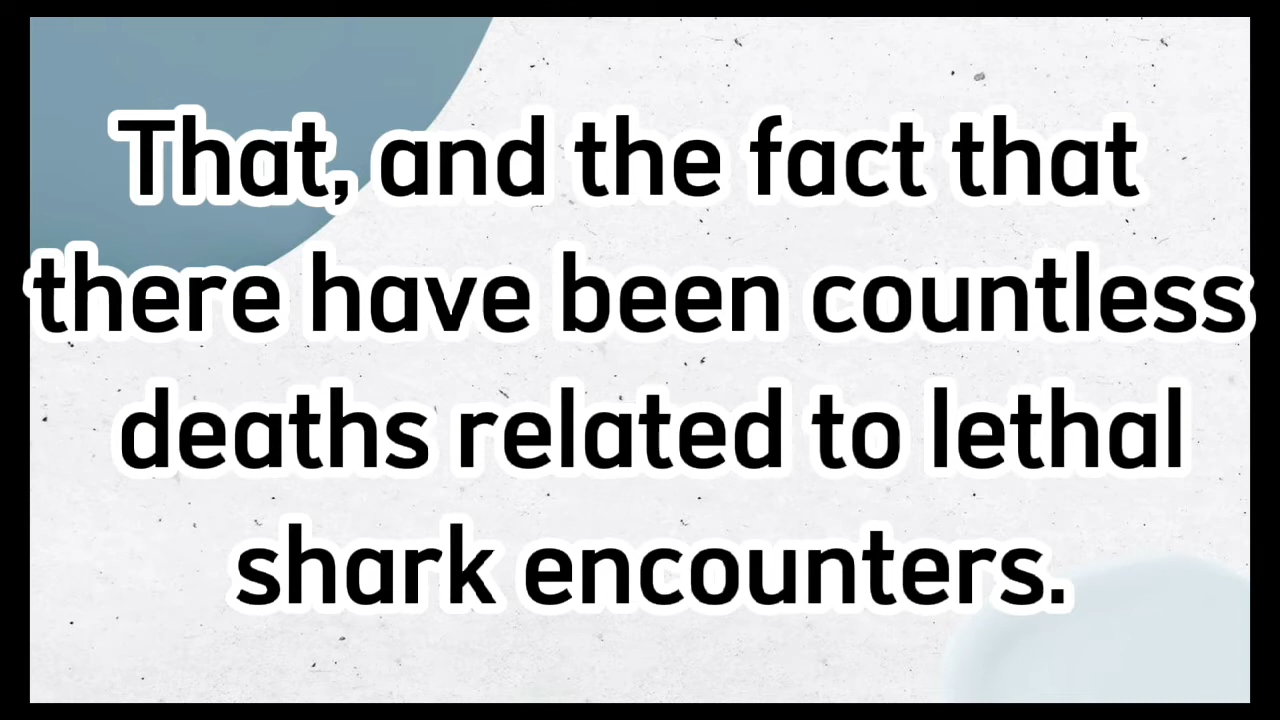 That, and the fact that
there have been countless
deaths related to lethal
shark encounters.